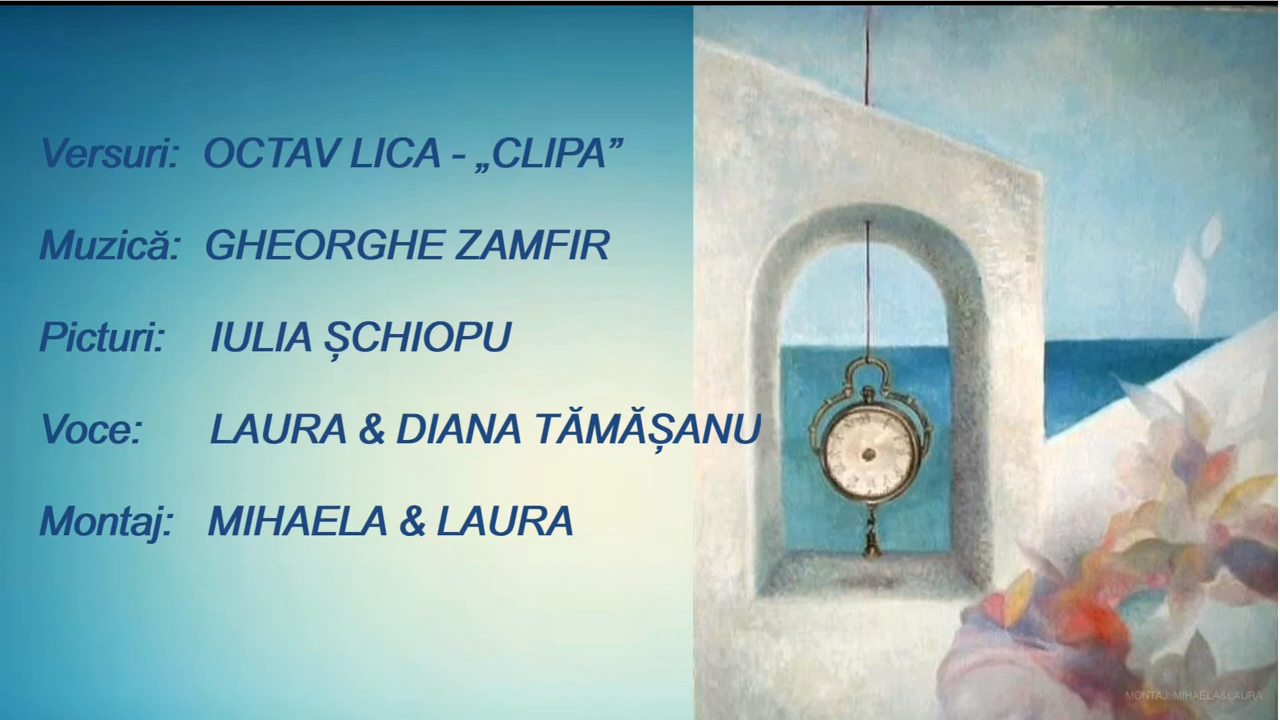 Versuri: OCTAV LICA - „CLIPA”
Muzică: GHEORGHE ZAMFIR
Picturi: IULIA ȘCHIOPU
Voce: LAURA & DIANA TĂMĂȘANU
Montaj: MIHAELA & LAURA
MONTAJ: MIHAELA&LAURA